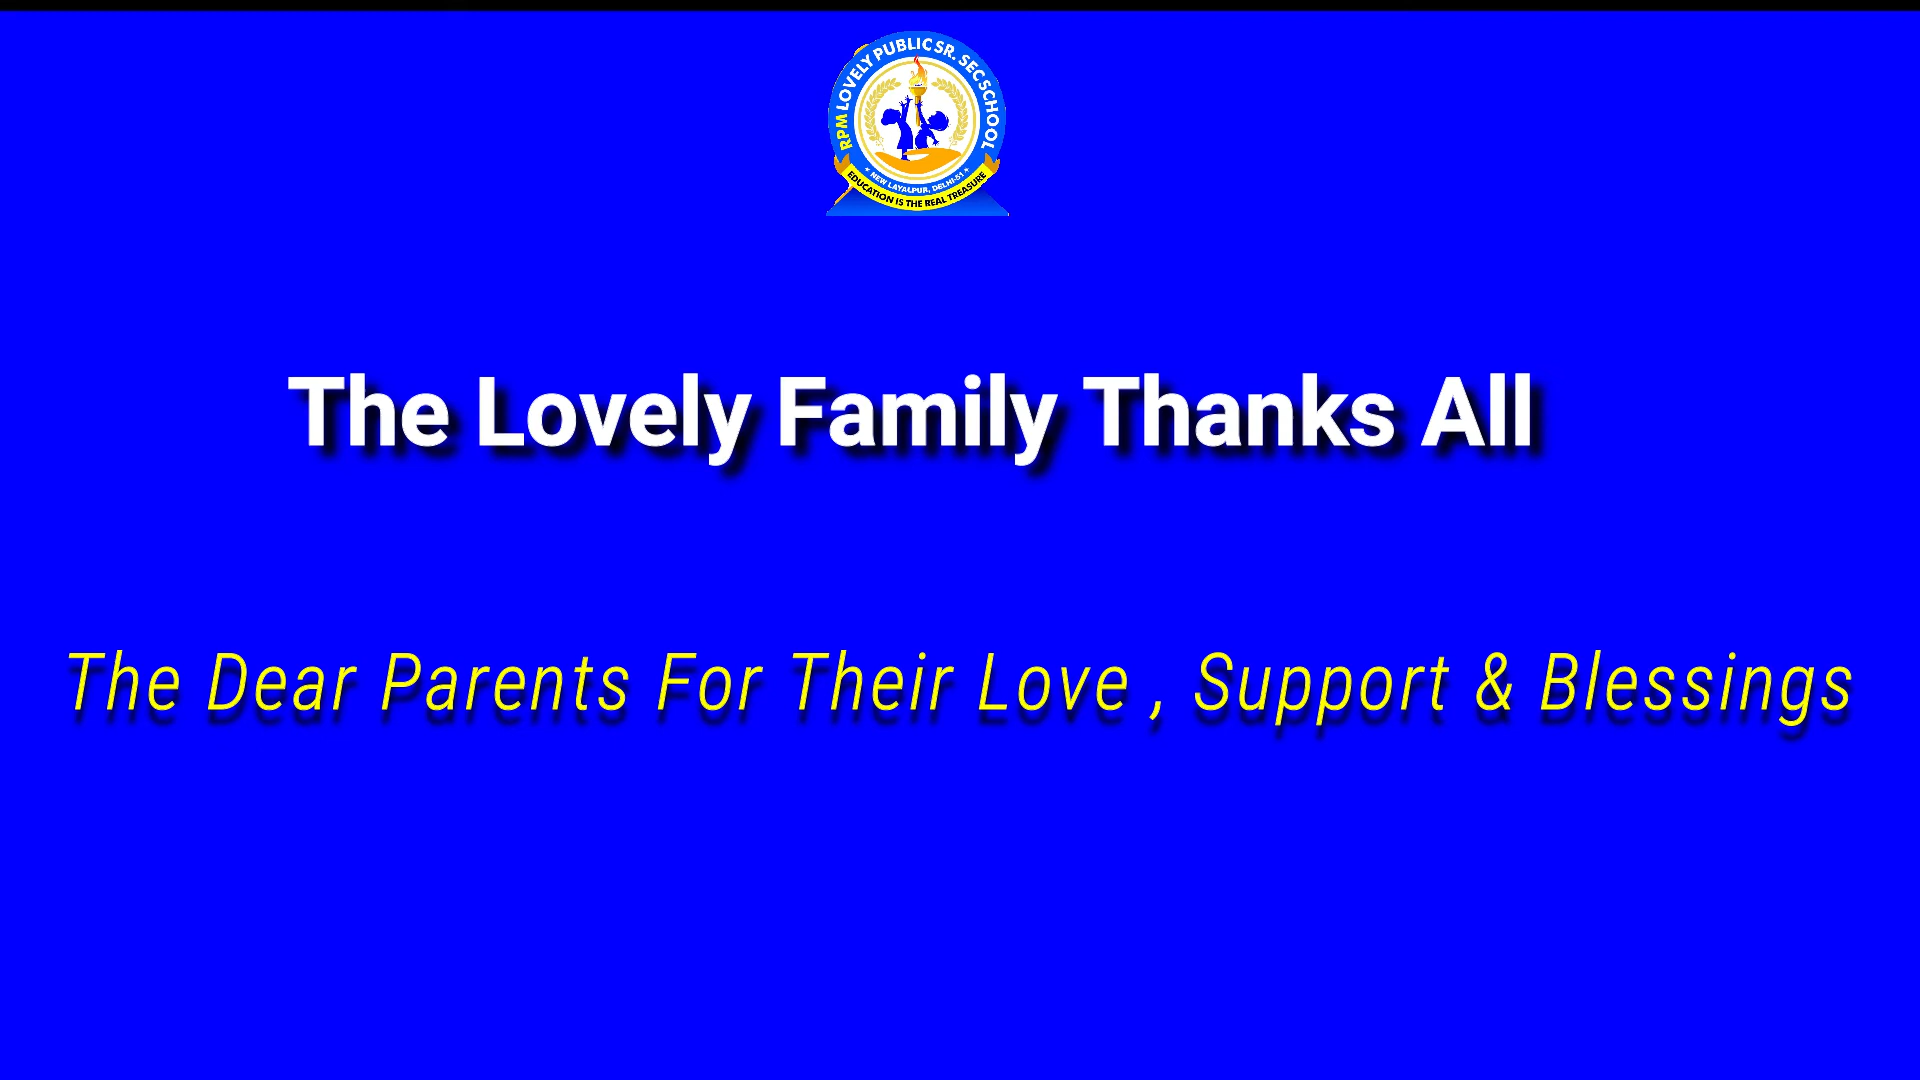 RPM LOVELY PUBLIC SR. SEC SCHOOL
NEW LAYALPUR, DELHI-51
EDUCATION IS THE REAL TREASURE
The Lovely Family Thanks All
The Dear Parents For Their Love , Support & Blessings